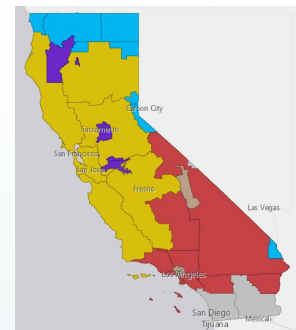 Carson City
Sacramento
San Francisco
San Jose
Fresno
Las Vegas
Los Angeles
San Diego
Mexicali
Tijuana